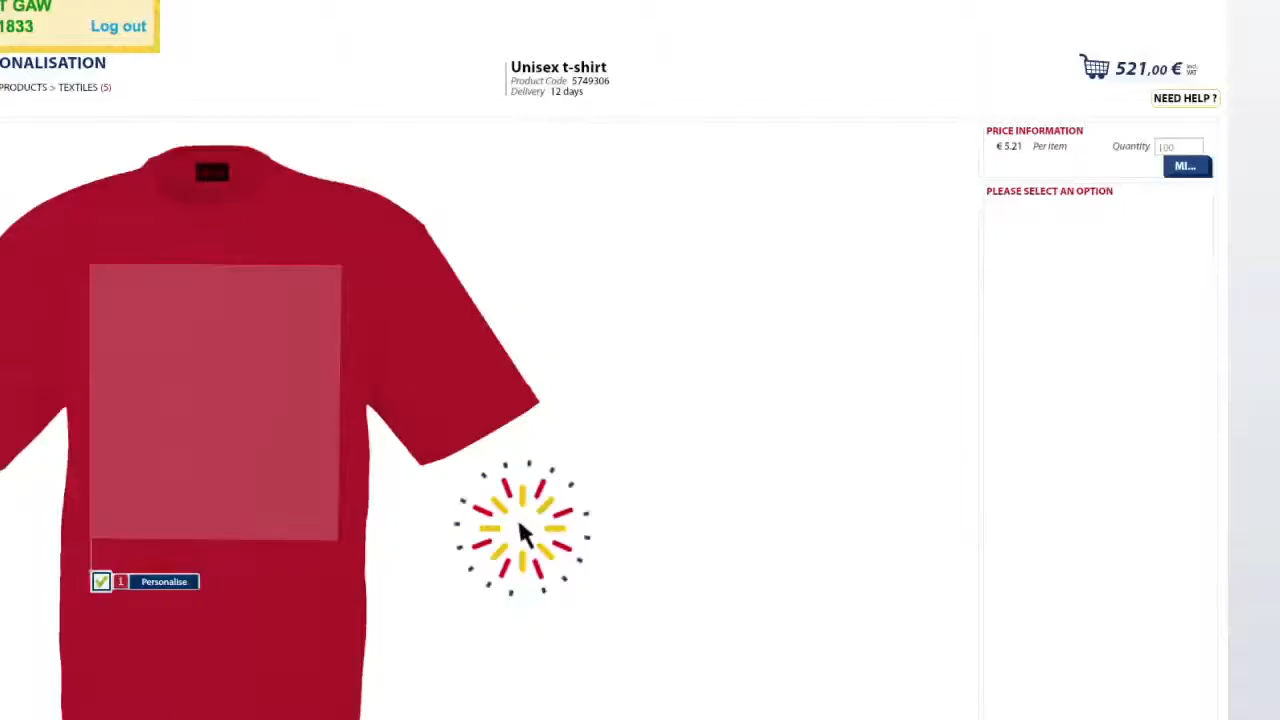 T GAW
1833
Log out
ONALISATION
PRODUCTS > TEXTILES (5)
Unisex t-shirt
Product Code 5749306
Delivery 12 days
521,00 €
NEED HELP ?
PRICE INFORMATION
€ 5.21 Per item Quantity 100
MI...
PLEASE SELECT AN OPTION
1 Personalise